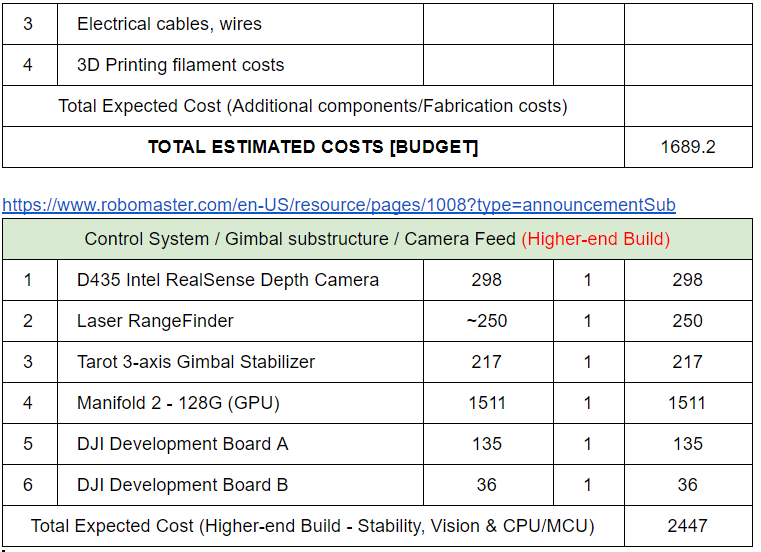 3 Electrical cables, wires
4 3D Printing filament costs
Total Expected Cost (Additional components/Fabrication costs)
TOTAL ESTIMATED COSTS [BUDGET] 1689.2
https://www.robomaster.com/en-US/resource/pages/1008?type=announcementSub
Control System / Gimbal substructure / Camera Feed (Higher-end Build)
1 D435 Intel RealSense Depth Camera 298 1 298
2 Laser RangeFinder ~250 1 250
3 Tarot 3-axis Gimbal Stabilizer 217 1 217
4 Manifold 2 - 128G (GPU) 1511 1 1511
5 DJI Development Board A 135 1 135
6 DJI Development Board B 36 1 36
Total Expected Cost (Higher-end Build - Stability, Vision & CPU/MCU) 2447